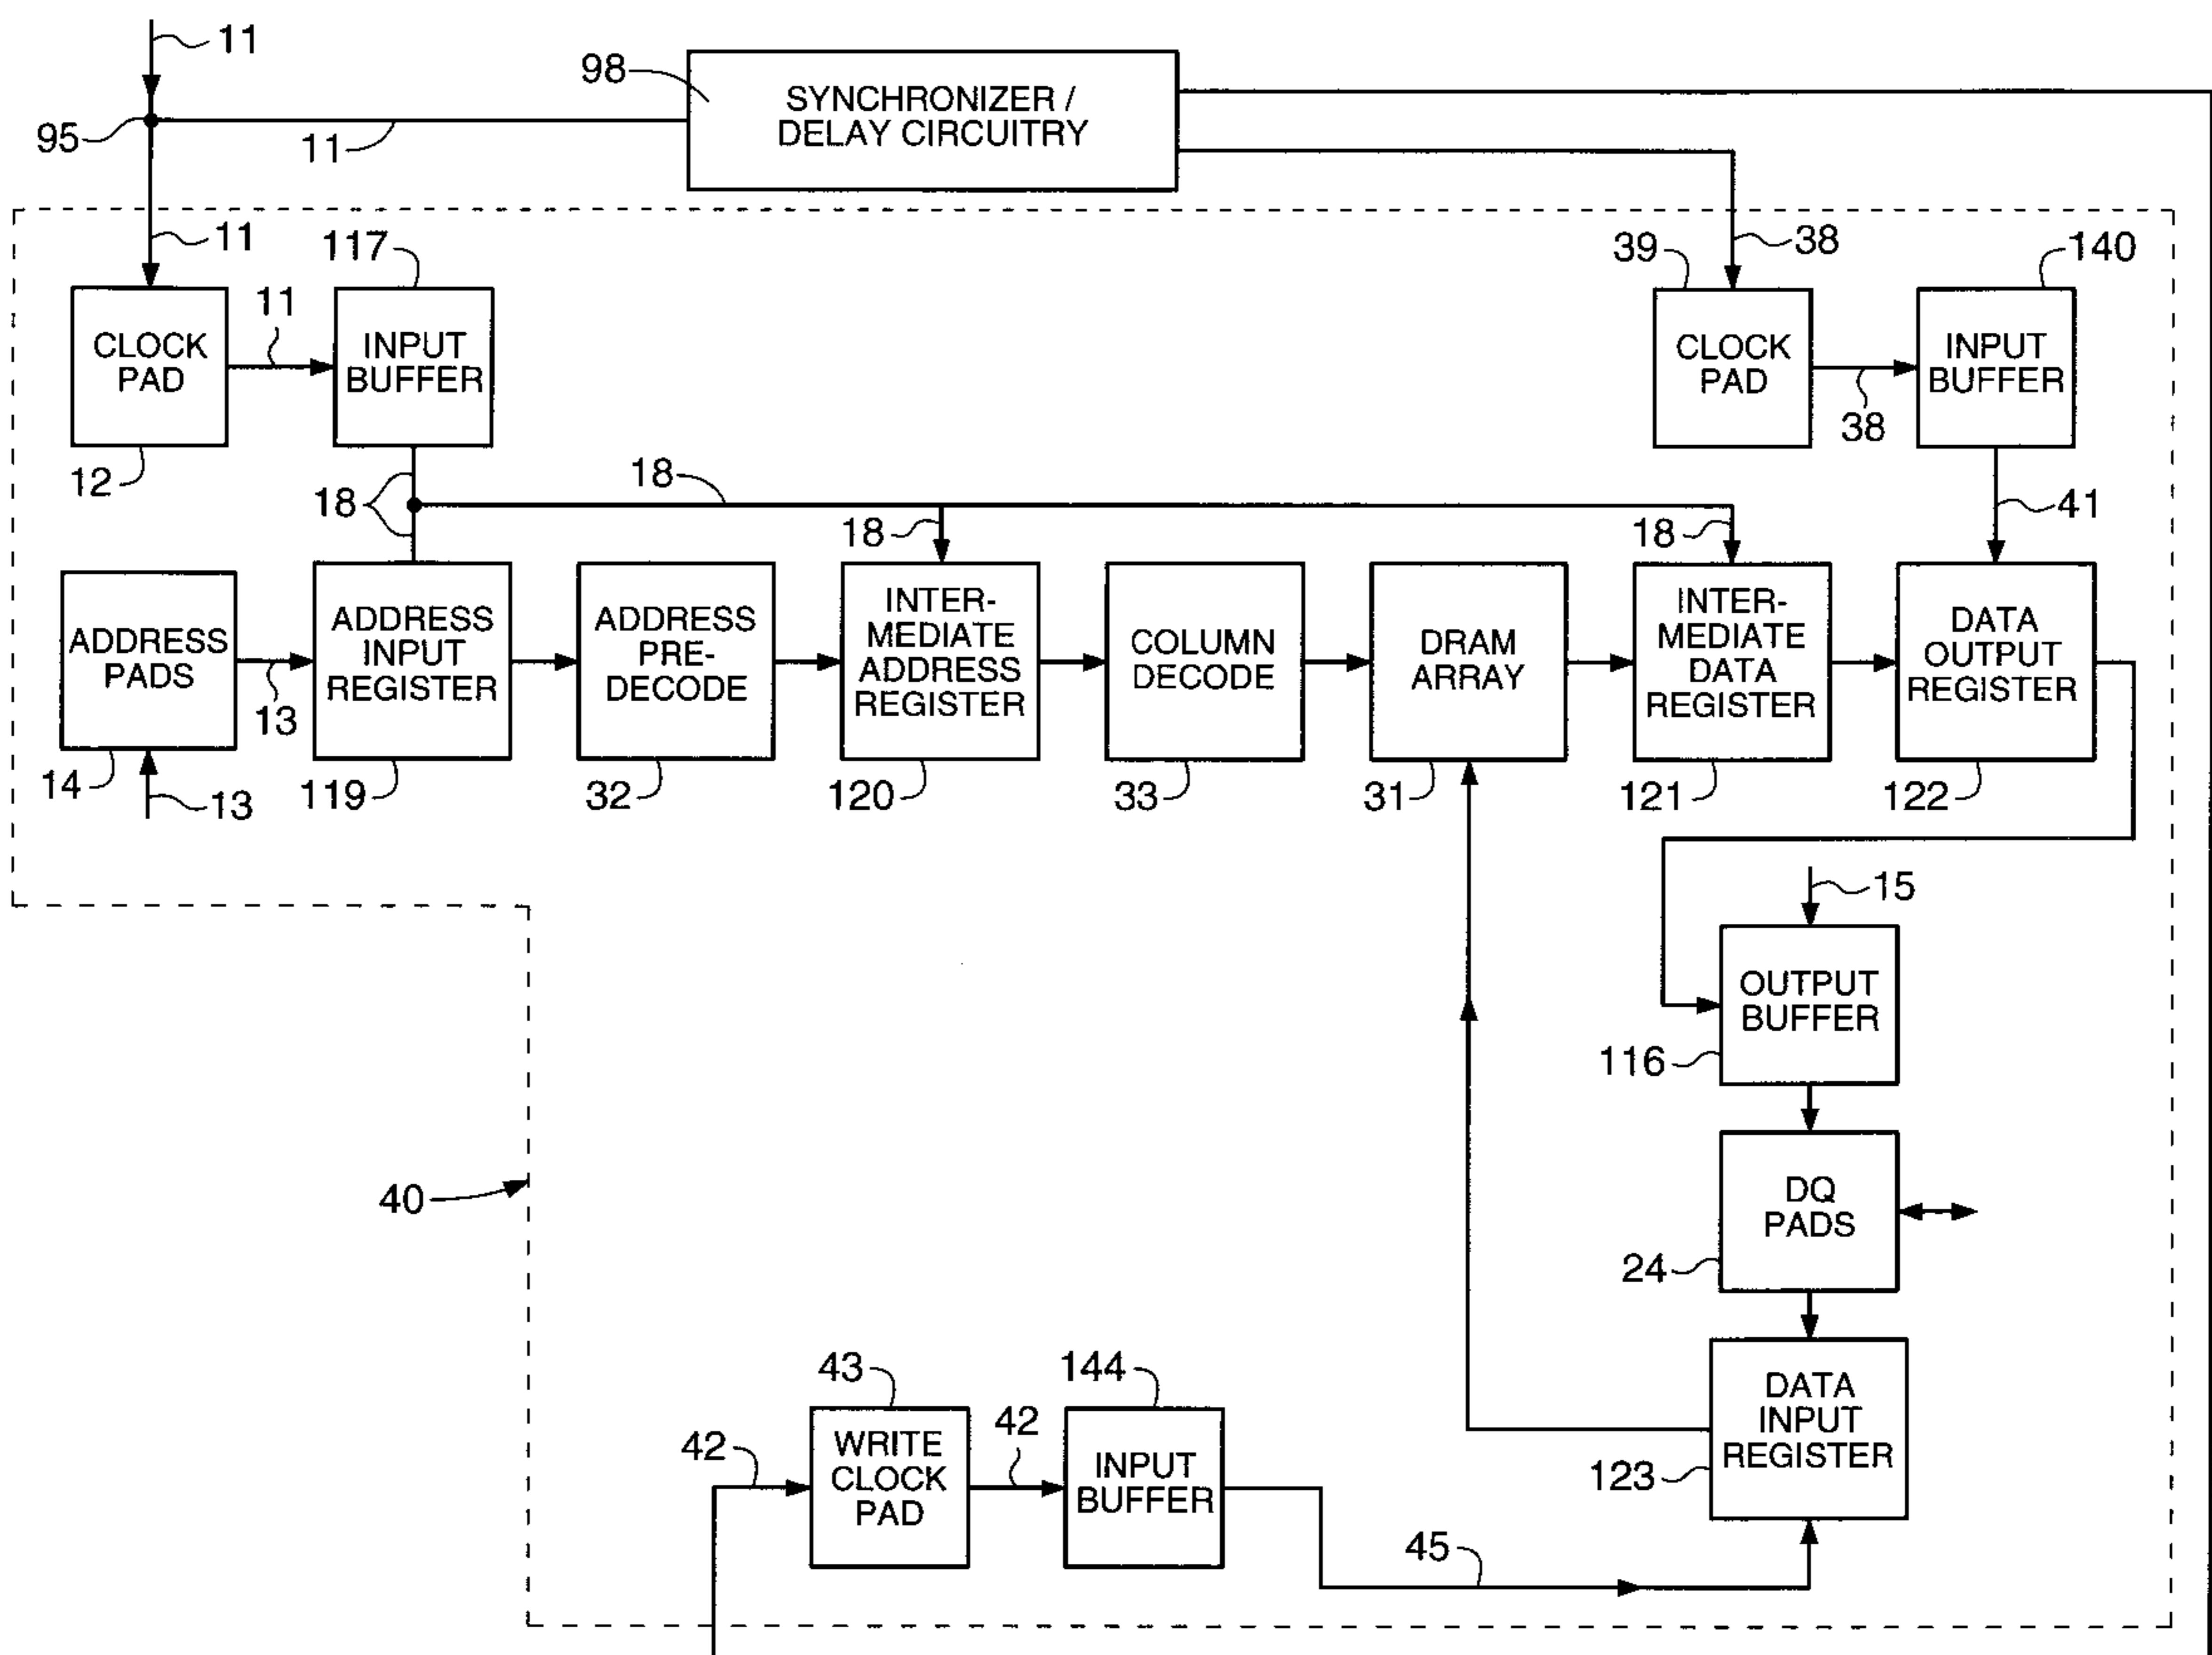 11
98
SYNCHRONIZER /
DELAY CIRCUITRY
95
11
11
117
39
38
140
CLOCK
PAD
11
INPUT
BUFFER
CLOCK
PAD
38
INPUT
BUFFER
12
18
18
18
18
41
ADDRESS
PADS
13
ADDRESS
INPUT
REGISTER
ADDRESS
PRE-
DECODE
INTER-
MEDIATE
ADDRESS
REGISTER
COLUMN
DECODE
DRAM
ARRAY
INTER-
MEDIATE
DATA
REGISTER
DATA
OUTPUT
REGISTER
14
13
119
32
120
33
31
121
122
15
OUTPUT
BUFFER
116
40
DQ
PADS
24
43
144
42
WRITE
CLOCK
PAD
42
INPUT
BUFFER
DATA
INPUT
REGISTER
123
45